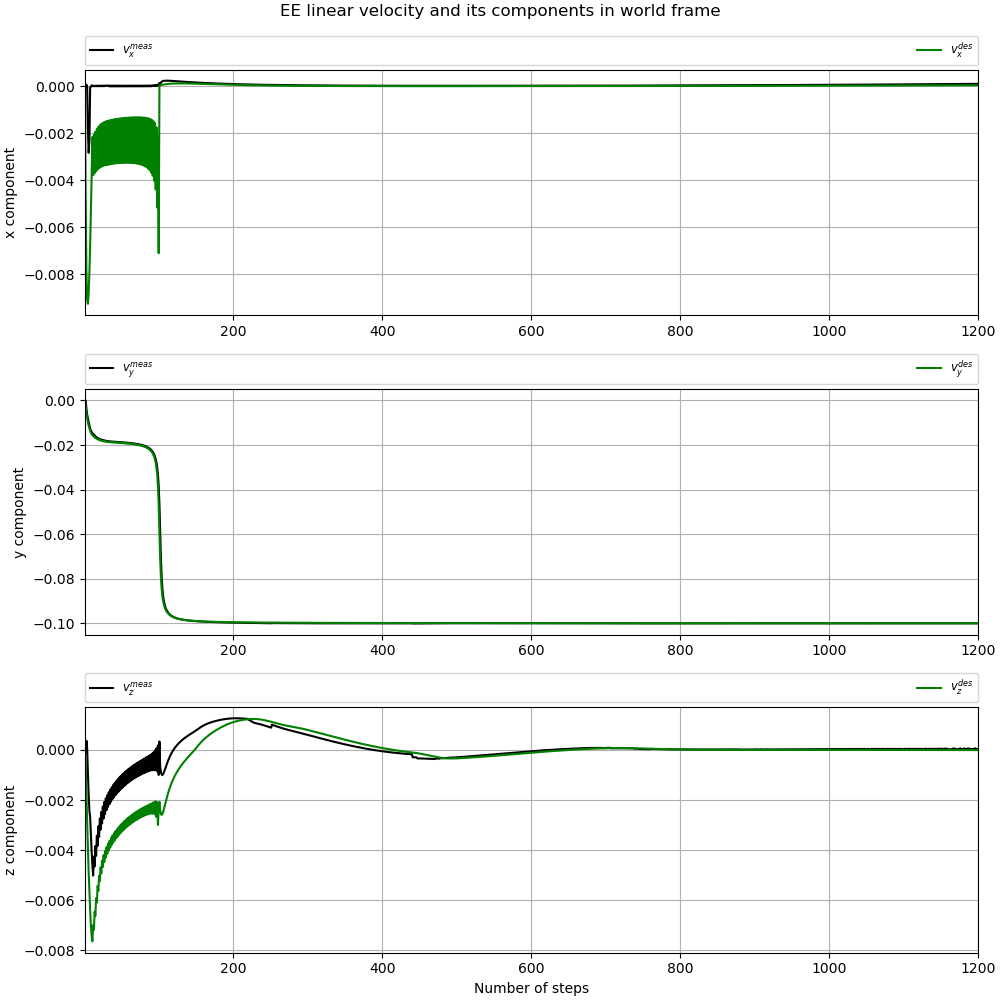 EE linear velocity and its components in world frame
v_x^{meas} v_x^{des}
x component
0.000
−0.002
−0.004
−0.006
−0.008
200 400 600 800 1000 1200
v_y^{meas} v_y^{des}
y component
0.00
−0.02
−0.04
−0.06
−0.08
−0.10
200 400 600 800 1000 1200
v_z^{meas} v_z^{des}
z component
0.000
−0.002
−0.004
−0.006
−0.008
200 400 600 800 1000 1200
Number of steps